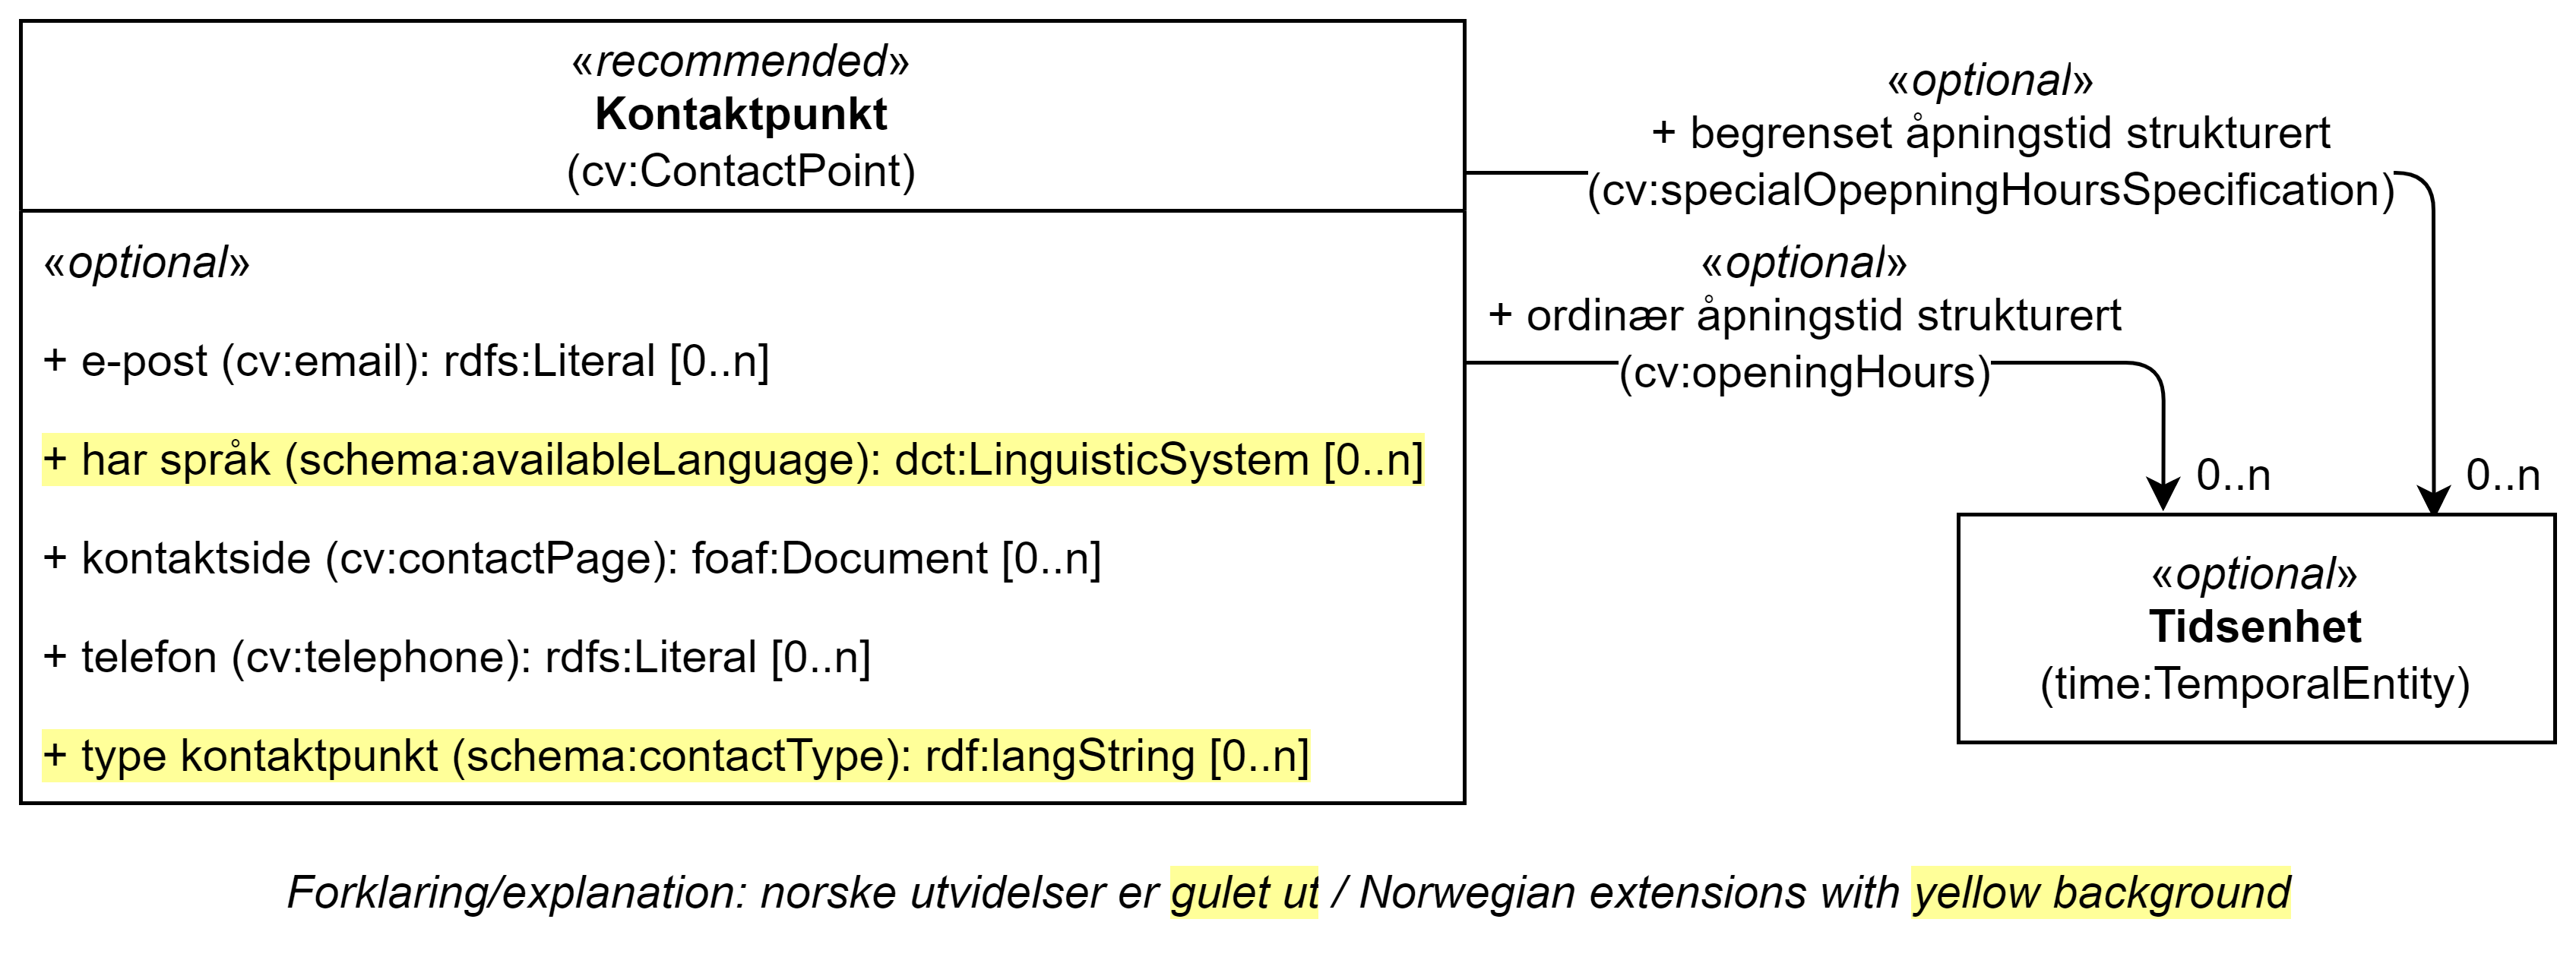 «recommended»
Kontaktpunkt
(cv:ContactPoint)
«optional»
+ e-post (cv:email): rdfs:Literal [0..n]
+ har språk (schema:availableLanguage): dct:LinguisticSystem [0..n]
+ kontaktside (cv:contactPage): foaf:Document [0..n]
+ telefon (cv:telephone): rdfs:Literal [0..n]
+ type kontaktpunkt (schema:contactType): rdf:langString [0..n]
«optional»
+ begrenset åpningstid strukturert
(cv:specialOpepningHoursSpecification)
«optional»
+ ordinær åpningstid strukturert
(cv:openingHours)
0..n
0..n
«optional»
Tidsenhet
(time:TemporalEntity)
Forklaring/explanation: norske utvidelser er gulet ut / Norwegian extensions with yellow background